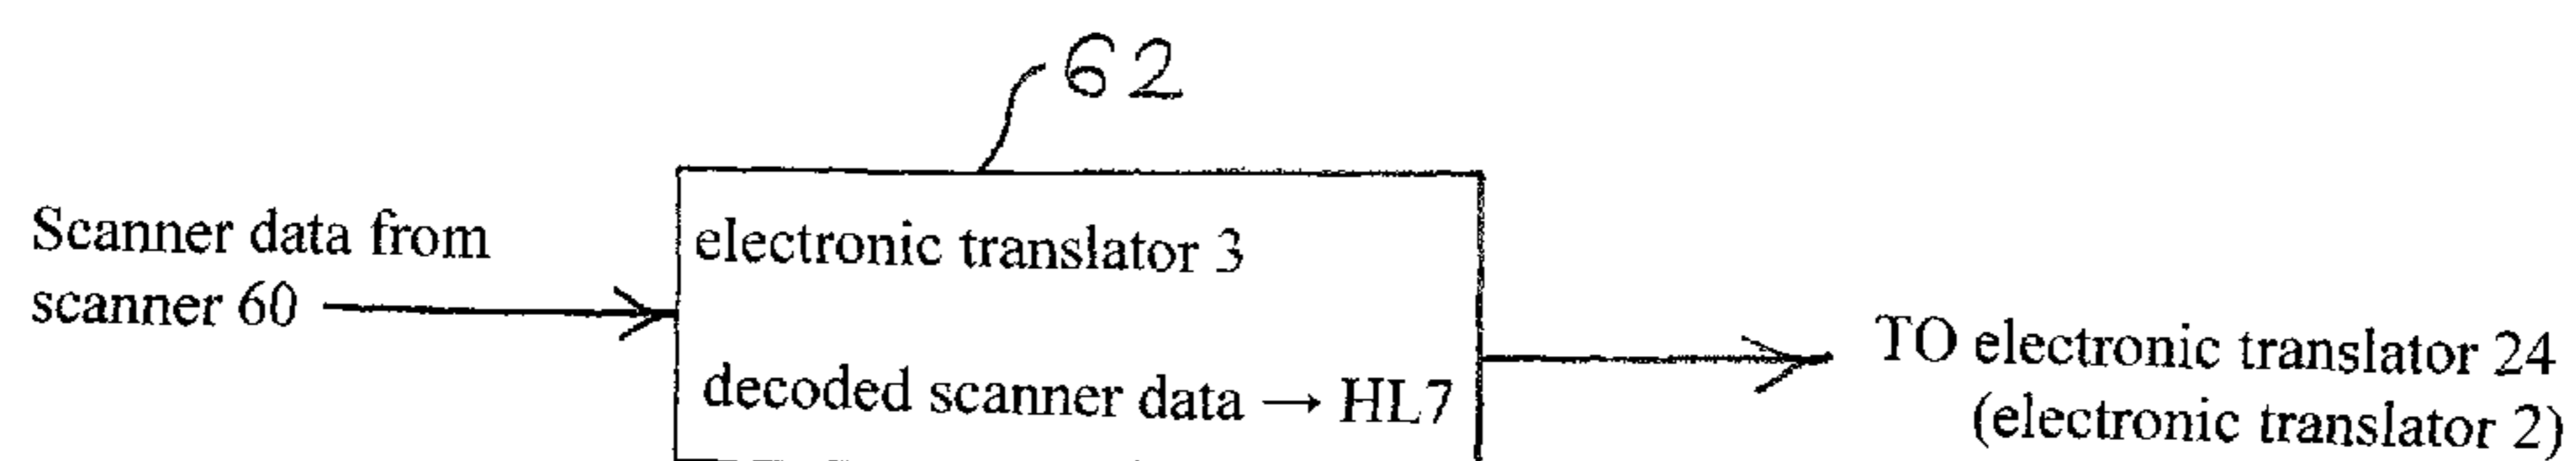 62
Scanner data from
scanner 60
electronic translator 3
decoded scanner data → HL7
TO electronic translator 24
(electronic translator 2)